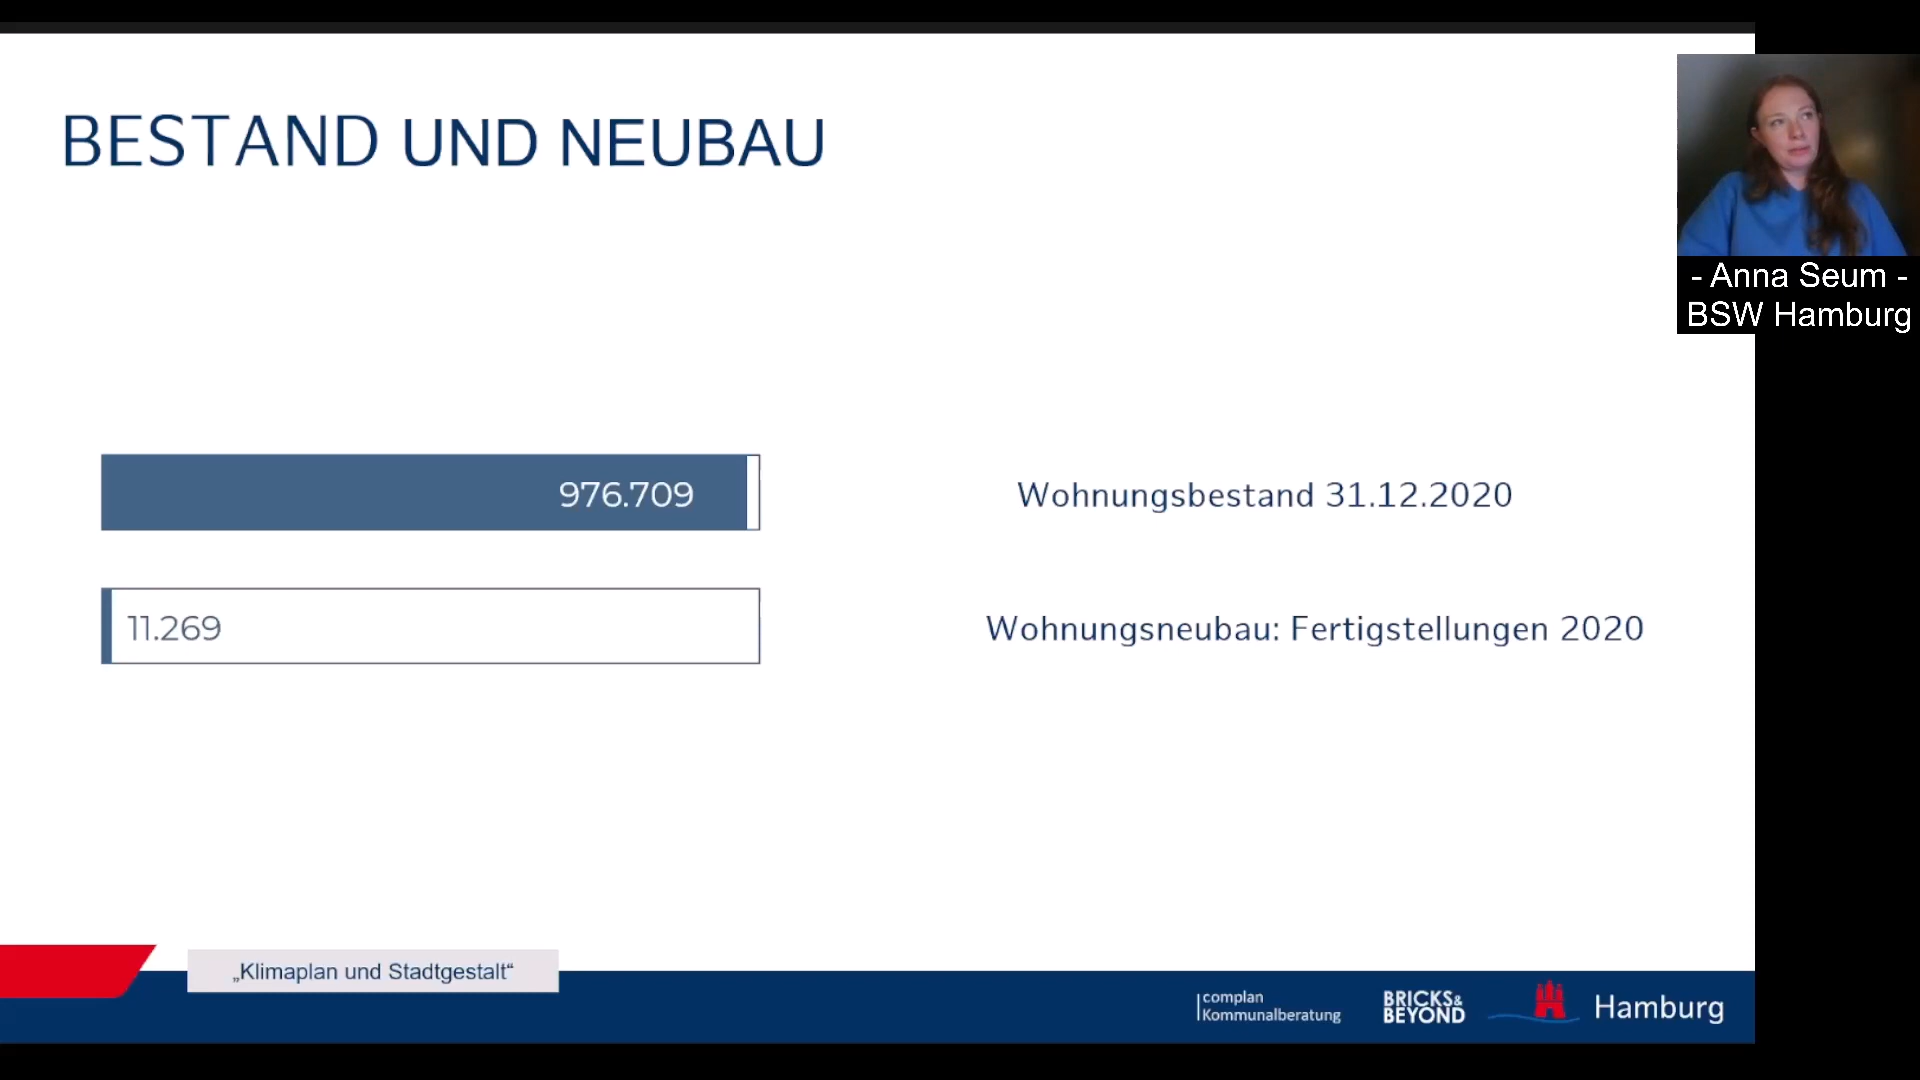 BESTAND UND NEUBAU
- Anna Seum -
BSW Hamburg
976.709
Wohnungsbestand 31.12.2020
11.269
Wohnungsneubau: Fertigstellungen 2020
„Klimaplan und Stadtgestalt“
complan
Kommunalberatung
BRICKS&
BEYOND
Hamburg